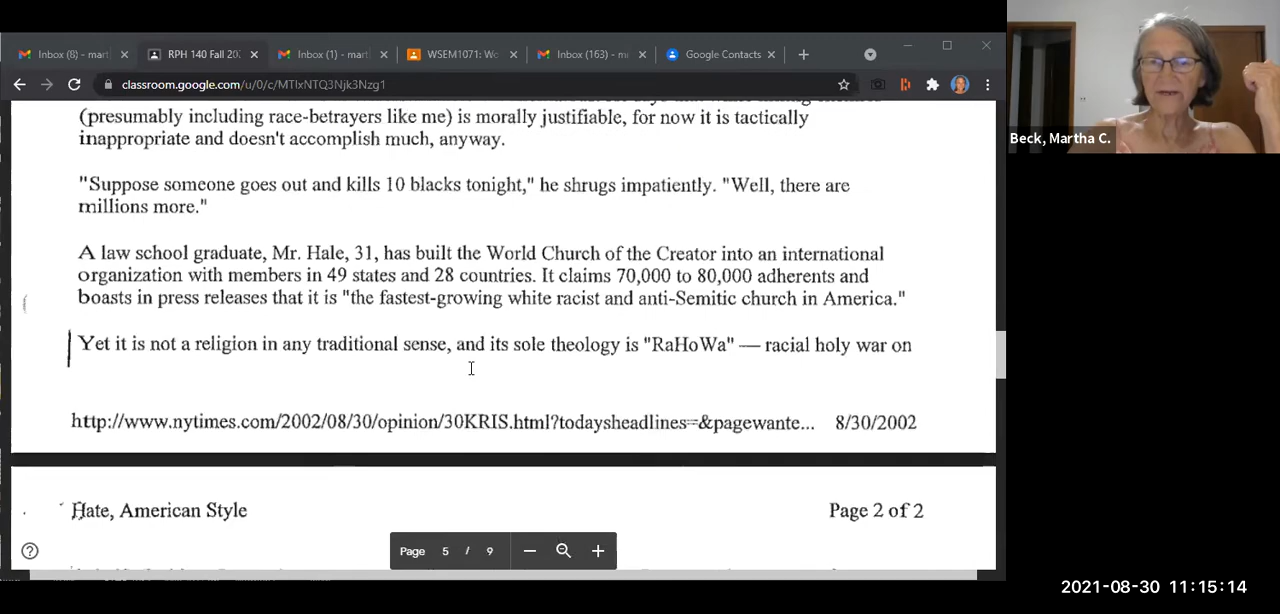 Inbox (8) - mart
RPH 140 Fall 20
Inbox (1) - mart
WSEM1071: Wo
Inbox (163) - m
Google Contacts
classroom.google.com/u/0/c/MTIxNTQ3Njk3Nzg1
(presumably including race-betrayers like me) is morally justifiable, for now it is tactically
inappropriate and doesn't accomplish much, anyway.
"Suppose someone goes out and kills 10 blacks tonight," he shrugs impatiently. "Well, there are
millions more."
A law school graduate, Mr. Hale, 31, has built the World Church of the Creator into an international
organization with members in 49 states and 28 countries. It claims 70,000 to 80,000 adherents and
boasts in press releases that it is "the fastest-growing white racist and anti-Semitic church in America."
Yet it is not a religion in any traditional sense, and its sole theology is "RaHoWa" — racial holy war on
http://www.nytimes.com/2002/08/30/opinion/30KRIS.html?todaysheadlines=&pagewante... 8/30/2002
Hate, American Style Page 2 of 2
Page 5 / 9
Beck, Martha C.
2021-08-30 11:15:14